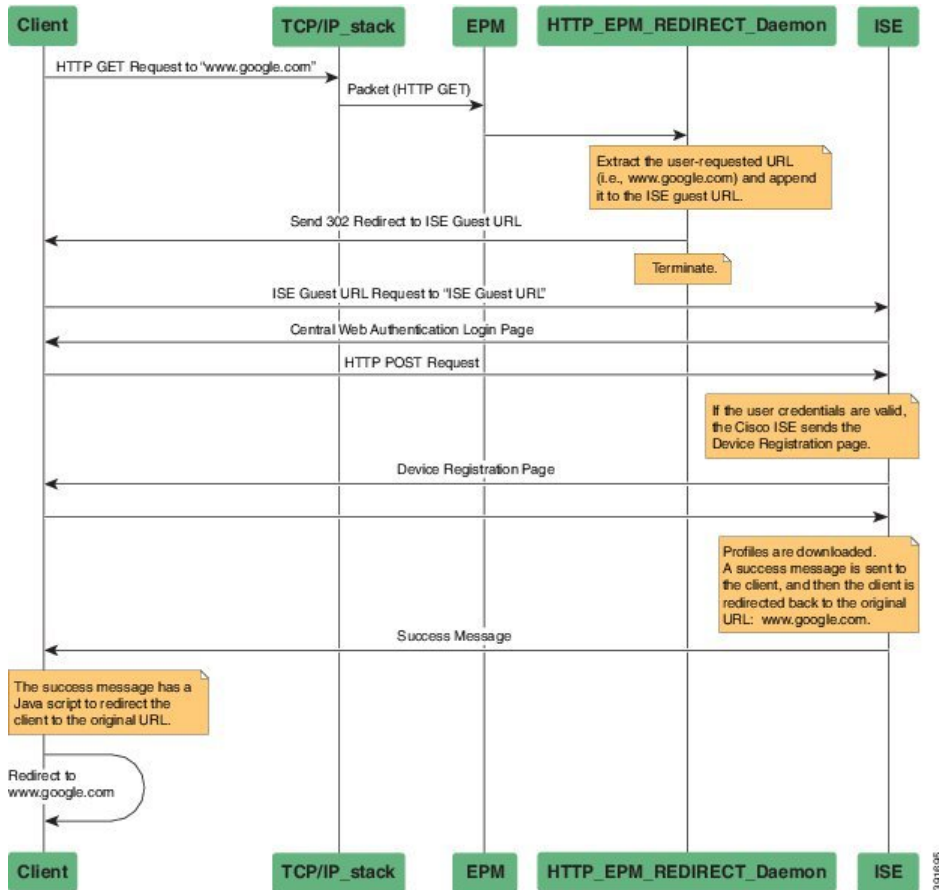 Client
TCP/IP_stack
EPM
HTTP_EPM_REDIRECT_Daemon
ISE
HTTP GET Request to "www.google.com"
Packet (HTTP GET)
Extract the user-requested URL
(i.e., www.google.com) and append
it to the ISE guest URL.
Send 302 Redirect to ISE Guest URL
Terminate.
ISE Guest URL Request to "ISE Guest URL"
Central Web Authentication Login Page
HTTP POST Request
If the user credentials are valid,
the Cisco ISE sends the
Device Registration page.
Device Registration Page
Profiles are downloaded.
A success message is sent to
the client, and then the client is
redirected back to the original
URL: www.google.com.
Success Message
The success message has a
Java script to redirect the
client to the original URL.
Redirect to
www.google.com
Client
TCP/IP_stack
EPM
HTTP_EPM_REDIRECT_Daemon
ISE